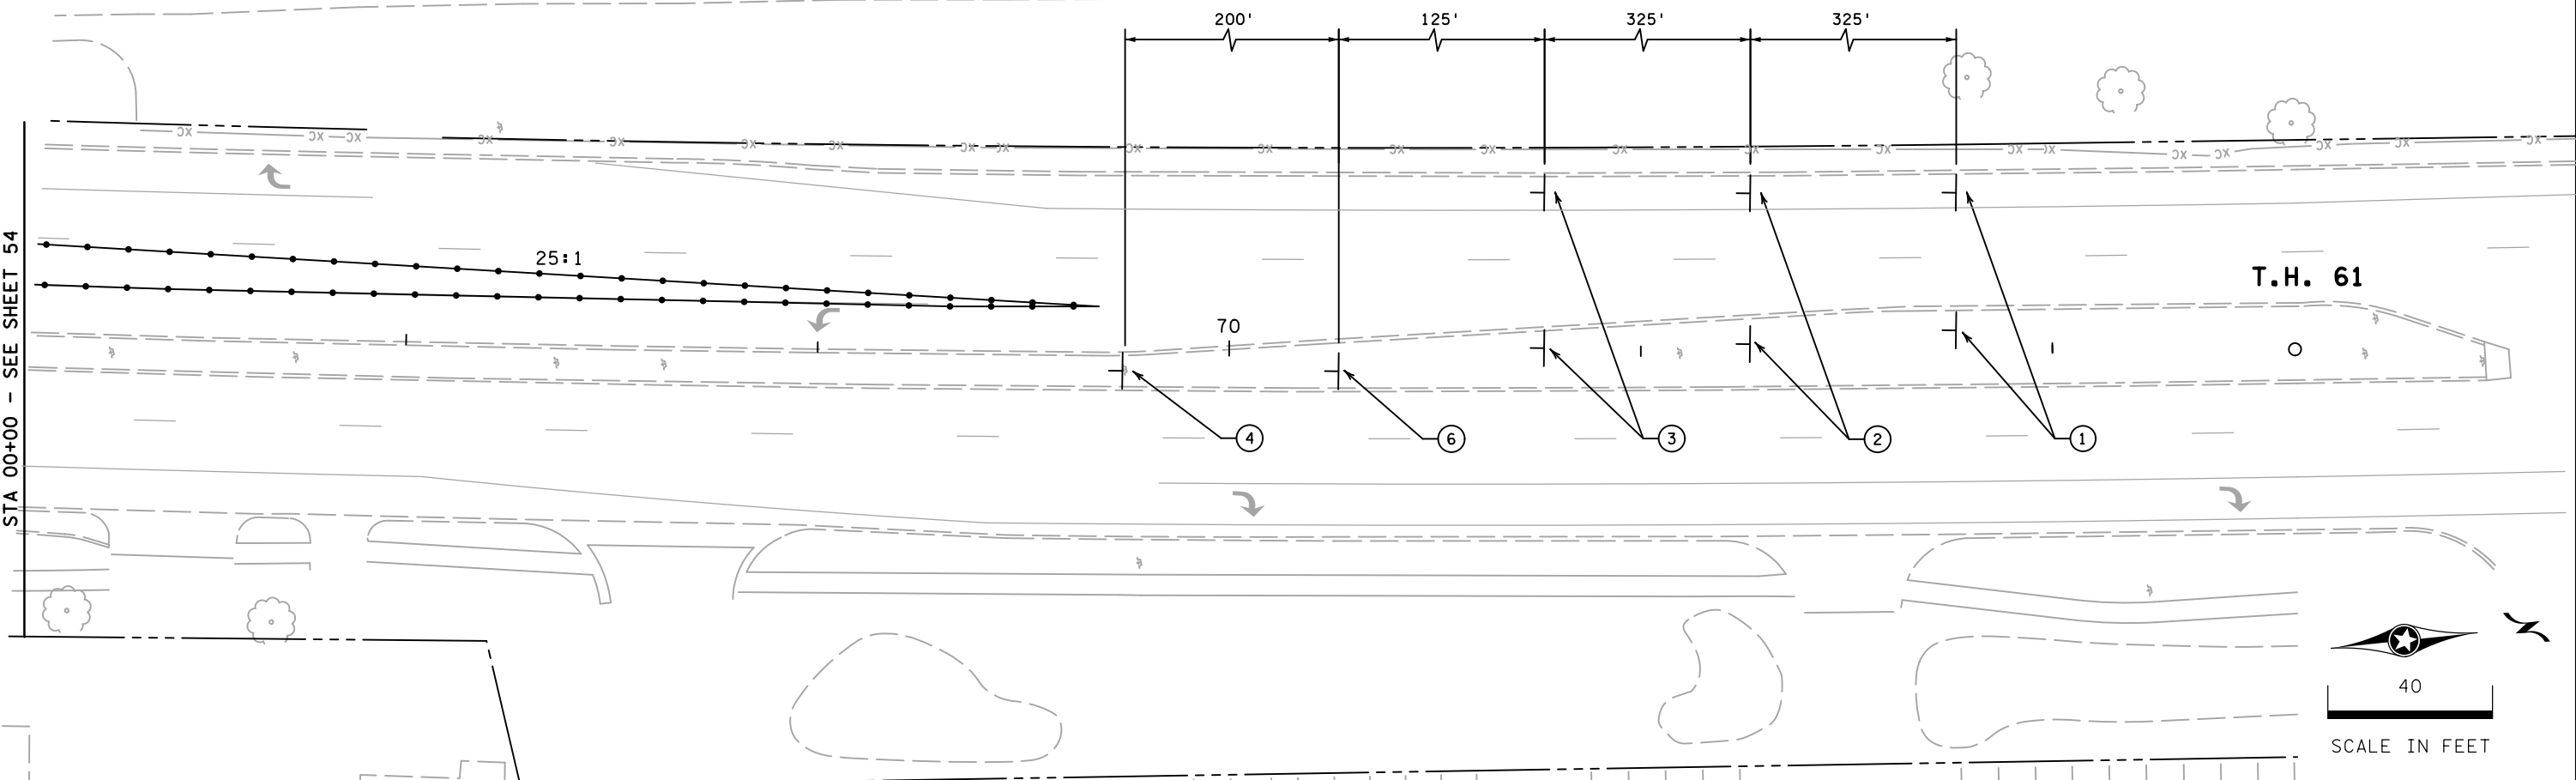 200' 125' 325' 325'
25:1
T.H. 61
STA 00+00 - SEE SHEET 54
70
4 6 3 2 1
40
SCALE IN FEET